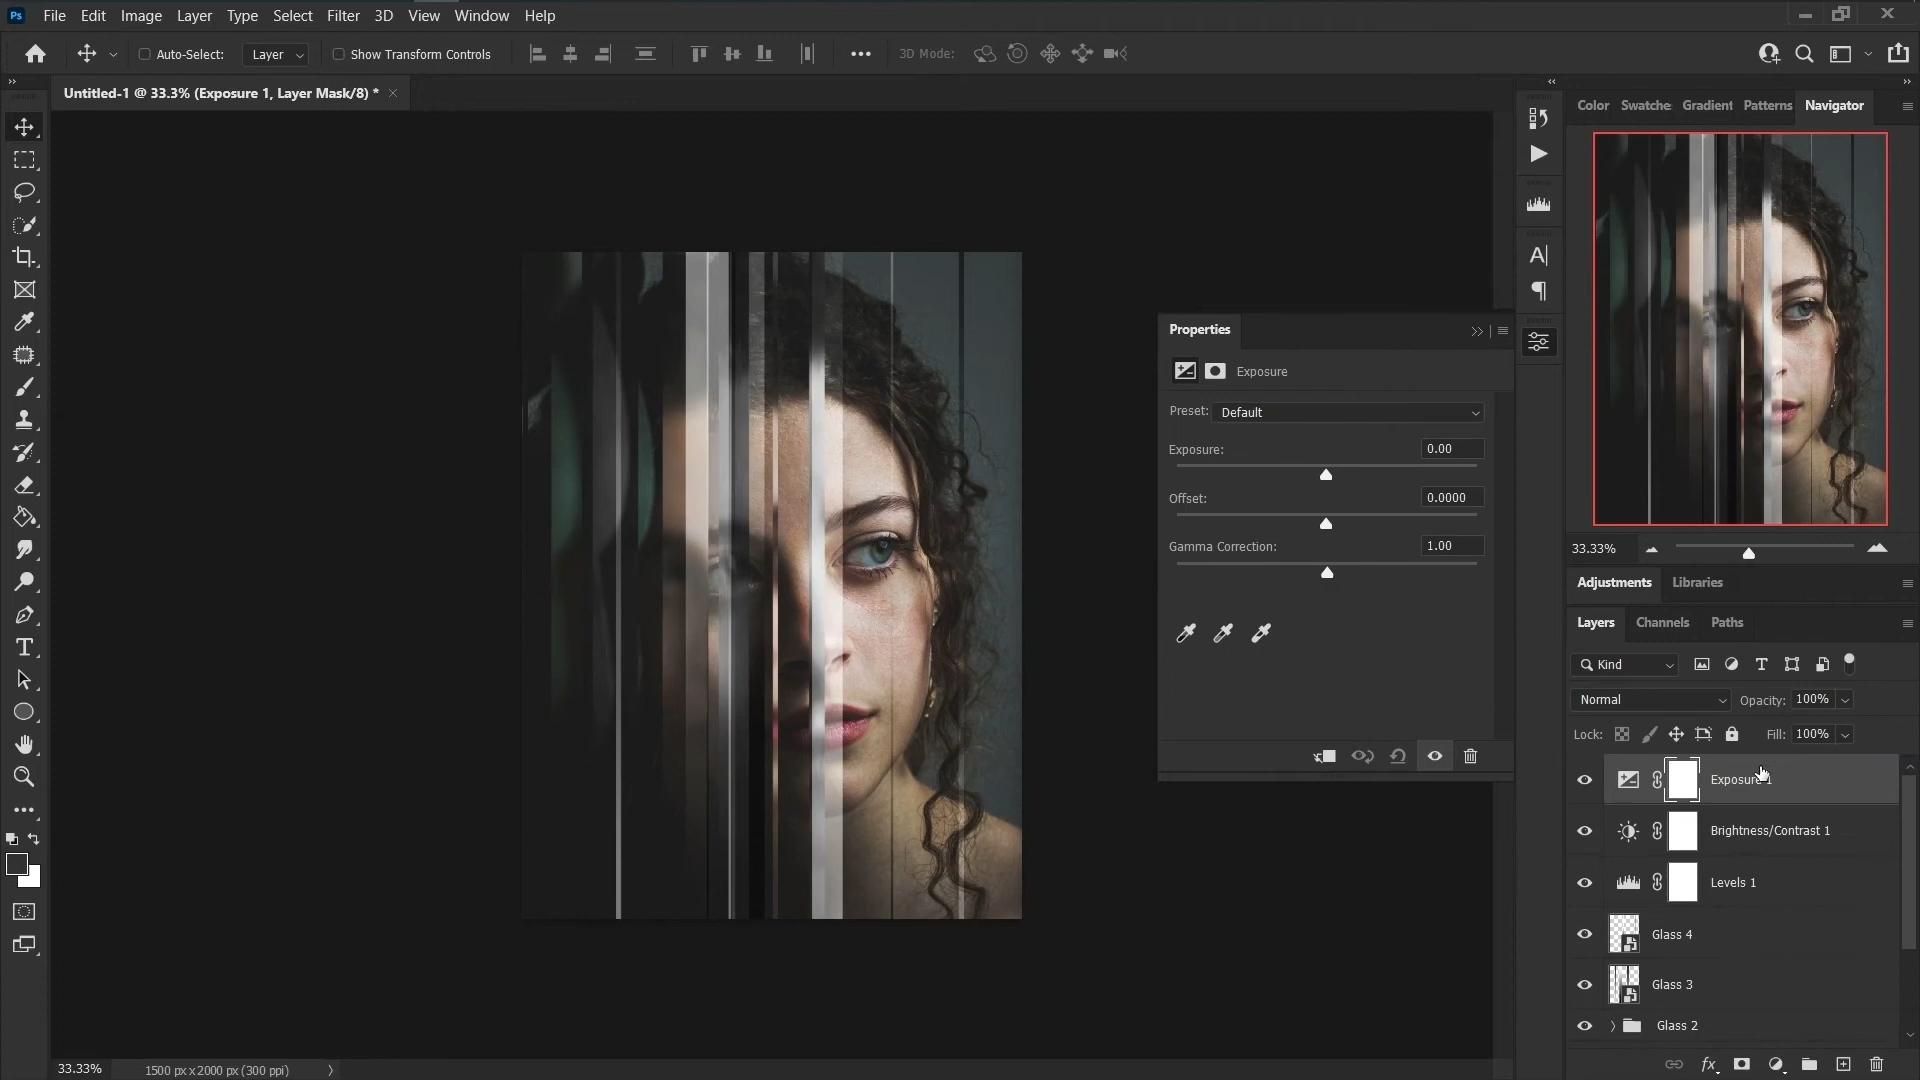 Ps File Edit Image Layer Type Select Filter 3D View Window Help
Auto-Select: Layer Show Transform Controls 3D Mode:
Untitled-1 @ 33.3% (Exposure 1, Layer Mask/8) *
Color Swatche Gradient Patterns Navigator
Properties
Exposure
Preset: Default
Exposure: 0.00
Offset: 0.0000
Gamma Correction: 1.00
33.33%
Adjustments Libraries
Layers Channels Paths
Kind
Normal Opacity: 100%
Lock: Fill: 100%
Exposure 1
Brightness/Contrast 1
Levels 1
Glass 4
Glass 3
Glass 2
fx
33.33% 1500 px x 2000 px (300 ppi)